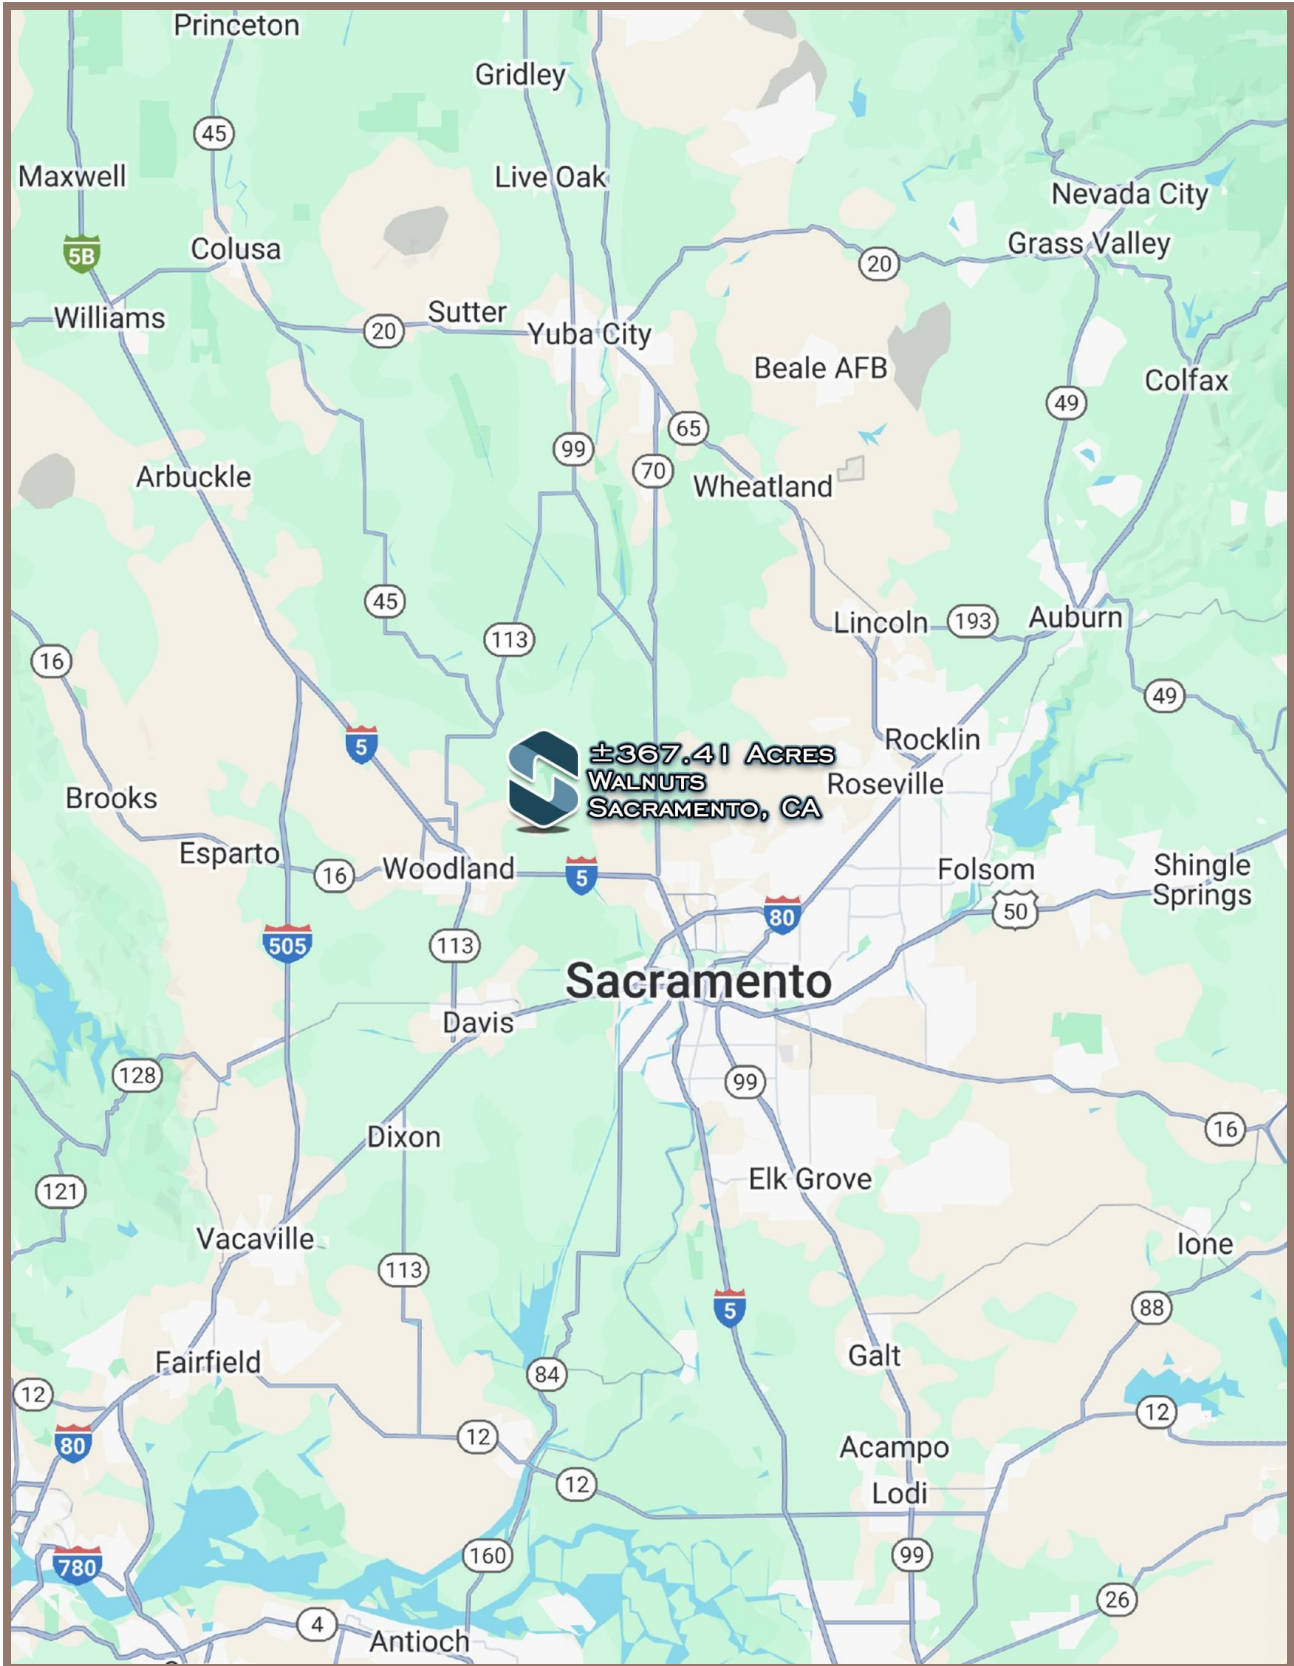 Princeton
Gridley
45
Maxwell
Live Oak
Nevada City
Colusa
Grass Valley
5B
20
Williams
Sutter
20
Yuba City
Beale AFB
Colfax
49
65
99
70
Arbuckle
Wheatland
45
Lincoln
193
Auburn
113
16
49
5
±367.41 Acres
Walnuts
Sacramento, CA
Rocklin
Roseville
Brooks
Esparto
16
Woodland
5
Folsom
Shingle
Springs
50
80
505
113
Sacramento
Davis
128
99
Dixon
16
121
Elk Grove
Vacaville
Ione
113
5
88
Galt
Fairfield
84
12
12
80
12
Acampo
12
Lodi
160
99
780
26
4
Antioch